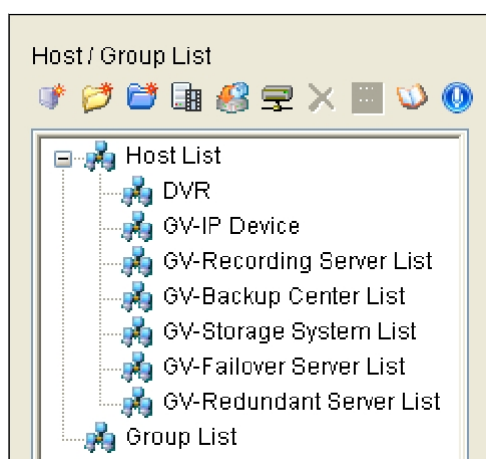 Host / Group List
Host List
DVR
GV-IP Device
GV-Recording Server List
GV-Backup Center List
GV-Storage System List
GV-Failover Server List
GV-Redundant Server List
Group List